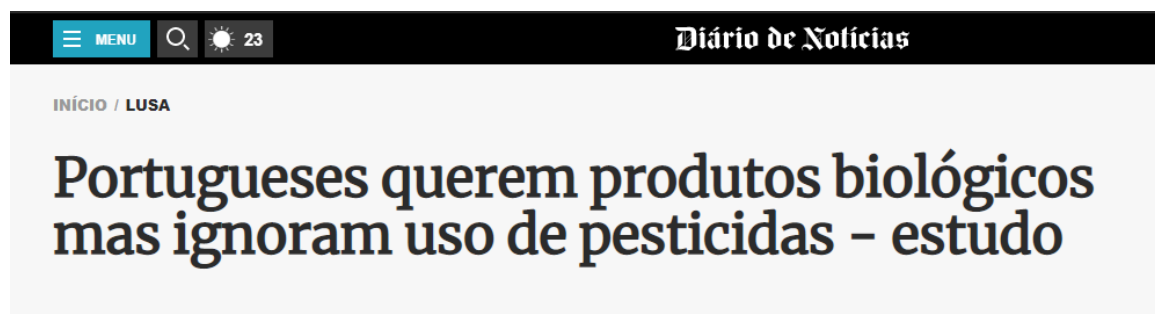 MENU
23
Diário de Notícias
INÍCIO / LUSA
Portugueses querem produtos biológicos
mas ignoram uso de pesticidas - estudo